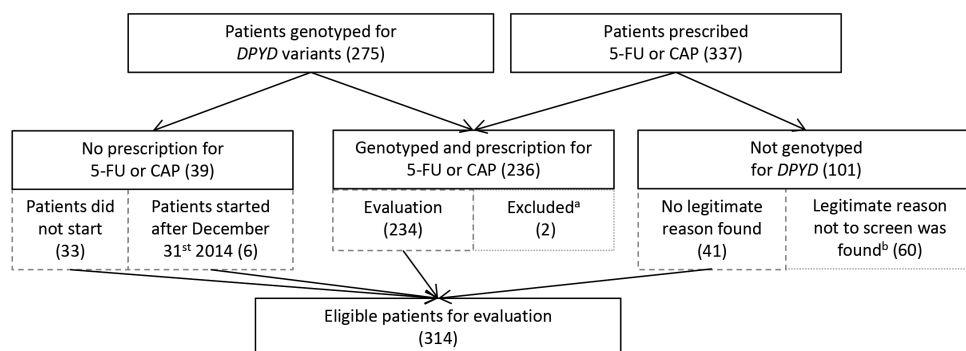 Patients genotyped for
DPYD variants (275)
Patients prescribed
5-FU or CAP (337)
No prescription for
5-FU or CAP (39)
Genotyped and prescription for
5-FU or CAP (236)
Not genotyped
for DPYD (101)
Patients did
not start
(33)
Patients started
after December
31st 2014 (6)
Evaluation
(234)
Excludeda
(2)
No legitimate
reason found
(41)
Legitimate reason
not to screen was
foundb (60)
Eligible patients for evaluation
(314)